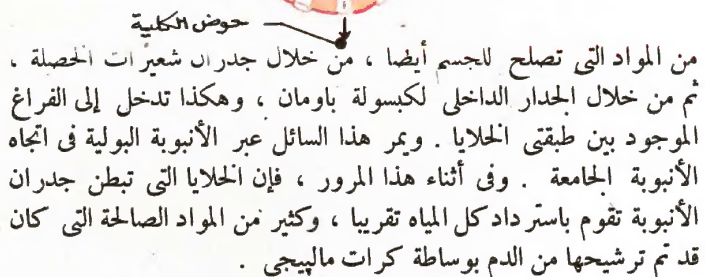 حوض الكلية
من المواد التى تصلح للجسم أيضا ، من خلال جدران شعيرات الخصلة ،
ثم من خلال الجدار الداخلى لكبسولة باومان ، وهكذا تدخل إلى الفراغ
الموجود بين طبقتى الخلايا . ويمر هذا السائل عبر الأنبوبة البولية فى اتجاه
الأنبوبة الجامعة . وفى أثناء هذا المرور ، فإن الخلايا التى تبطن جدران
الأنبوبة تقوم باسترداد كل المياه تقريبا ، وكثير من المواد الصالحة التى كان
قد تم ترشيحها من الدم بوساطة كرات مالپيجى .